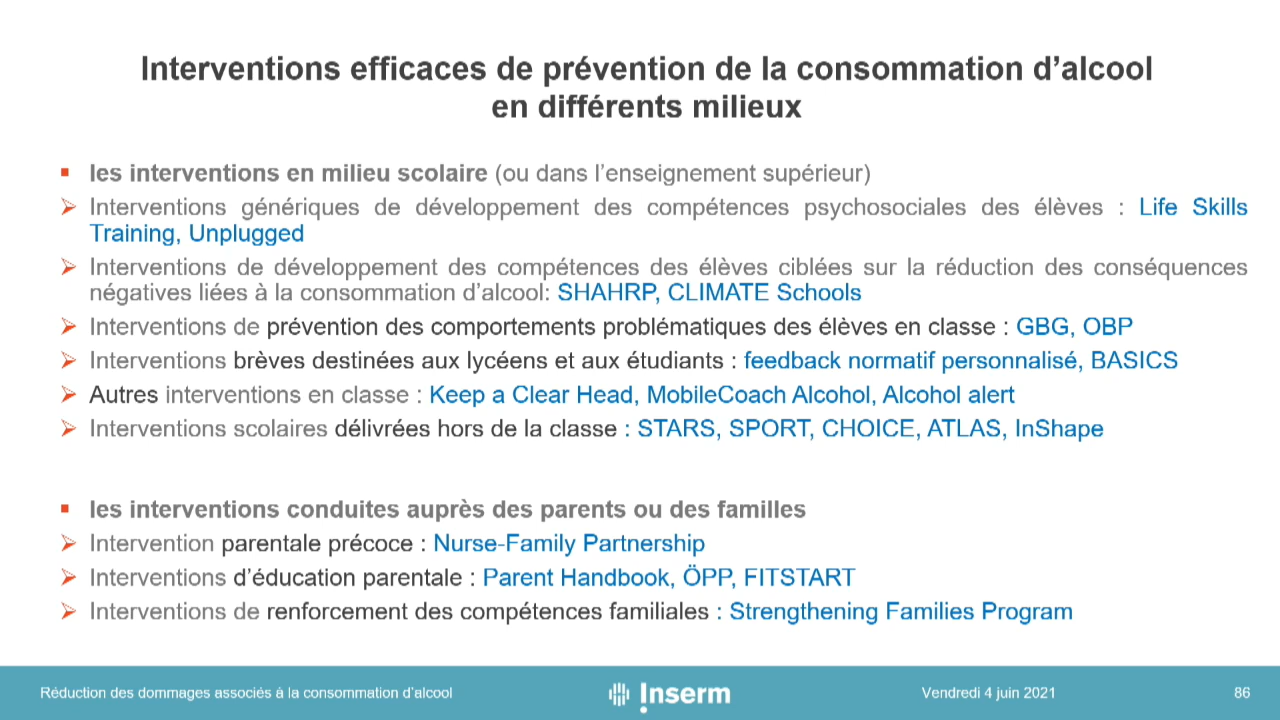 Interventions efficaces de prévention de la consommation d’alcool
en différents milieux
▪ les interventions en milieu scolaire (ou dans l’enseignement supérieur)
➢ Interventions génériques de développement des compétences psychosociales des élèves : Life Skills
Training, Unplugged
➢ Interventions de développement des compétences des élèves ciblées sur la réduction des conséquences
négatives liées à la consommation d’alcool: SHAHRP, CLIMATE Schools
➢ Interventions de prévention des comportements problématiques des élèves en classe : GBG, OBP
➢ Interventions brèves destinées aux lycéens et aux étudiants : feedback normatif personnalisé, BASICS
➢ Autres interventions en classe : Keep a Clear Head, MobileCoach Alcohol, Alcohol alert
➢ Interventions scolaires délivrées hors de la classe : STARS, SPORT, CHOICE, ATLAS, InShape
▪ les interventions conduites auprès des parents ou des familles
➢ Intervention parentale précoce : Nurse-Family Partnership
➢ Interventions d’éducation parentale : Parent Handbook, ÖPP, FITSTART
➢ Interventions de renforcement des compétences familiales : Strengthening Families Program
Réduction des dommages associés à la consommation d’alcool
Inserm
Vendredi 4 juin 2021
86